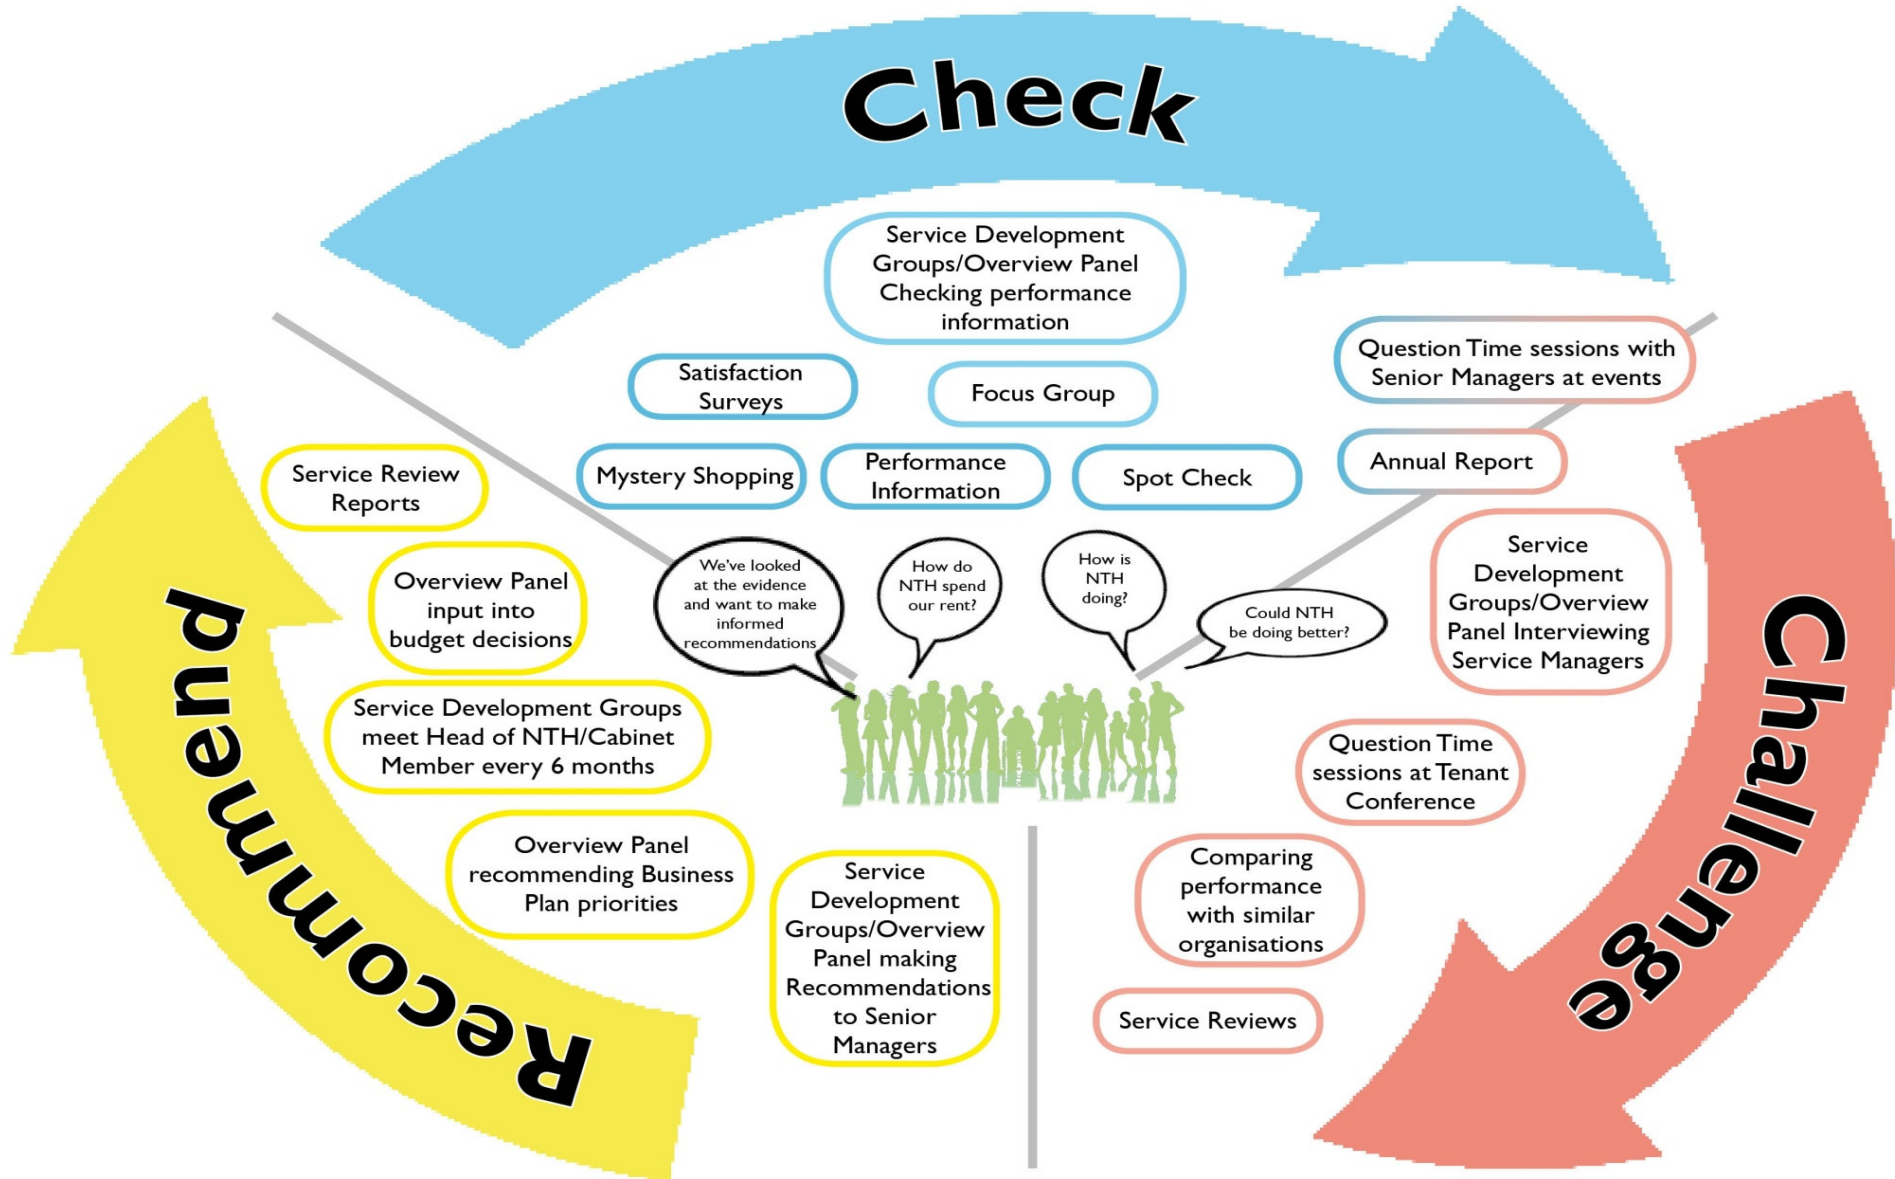 Check
Service Development
Groups/Overview Panel
Checking performance
information
Satisfaction
Surveys
Focus Group
Mystery Shopping
Performance
Information
Spot Check
Question Time sessions with
Senior Managers at events
Annual Report
Challenge
Service
Development
Groups/Overview
Panel Interviewing
Service Managers
Question Time
sessions at Tenant
Conference
Comparing
performance
with similar
organisations
Service Reviews
Recommend
Service Review
Reports
Overview Panel
input into
budget decisions
Service Development Groups
meet Head of NTH/Cabinet
Member every 6 months
Overview Panel
recommending Business
Plan priorities
Service
Development
Groups/Overview
Panel making
Recommendations
to Senior
Managers
We've looked
at the evidence
and want to make
informed
recommendations
How do
NTH spend
our rent?
How is
NTH
doing?
Could NTH
be doing better?